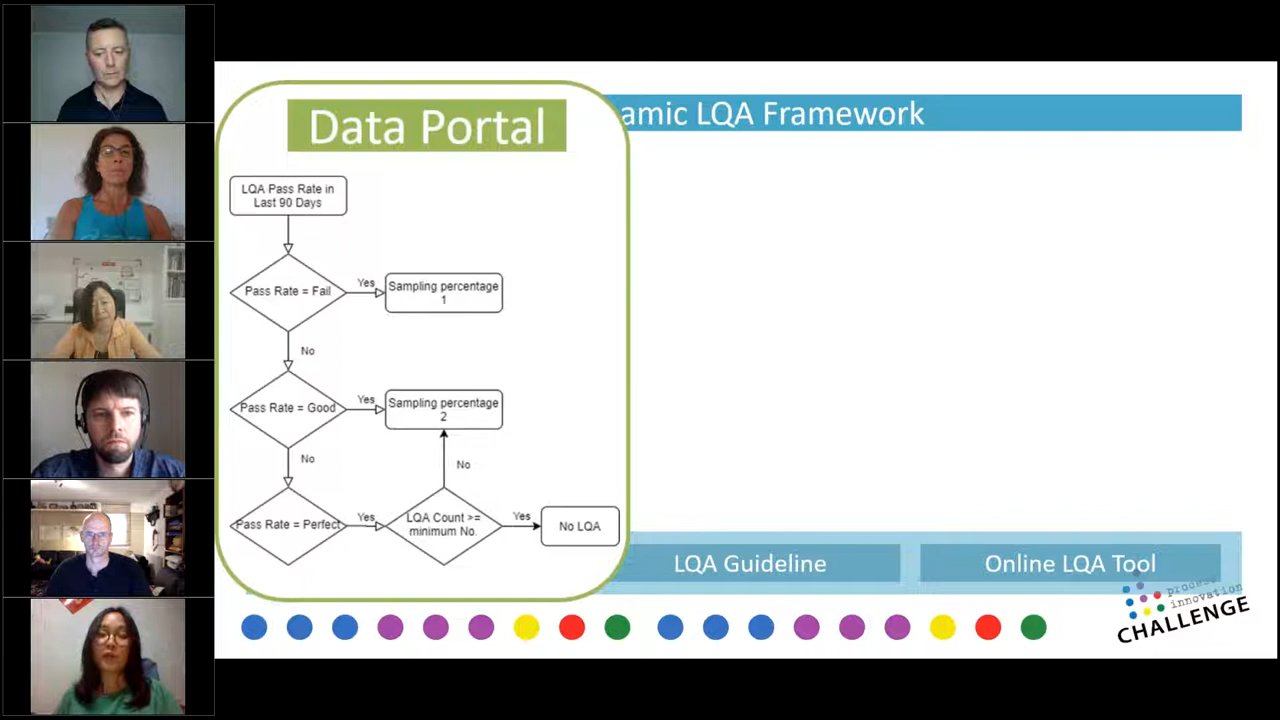 Data Portal
amic LQA Framework
LQA Pass Rate in
Last 90 Days
Pass Rate = Fail
Yes
Sampling percentage
1
No
Pass Rate = Good
Yes
Sampling percentage
2
No
No
Pass Rate = Perfect
Yes
LQA Count >=
minimum No.
Yes
No LQA
LQA Guideline
Online LQA Tool
process
innovation
CHALLENGE